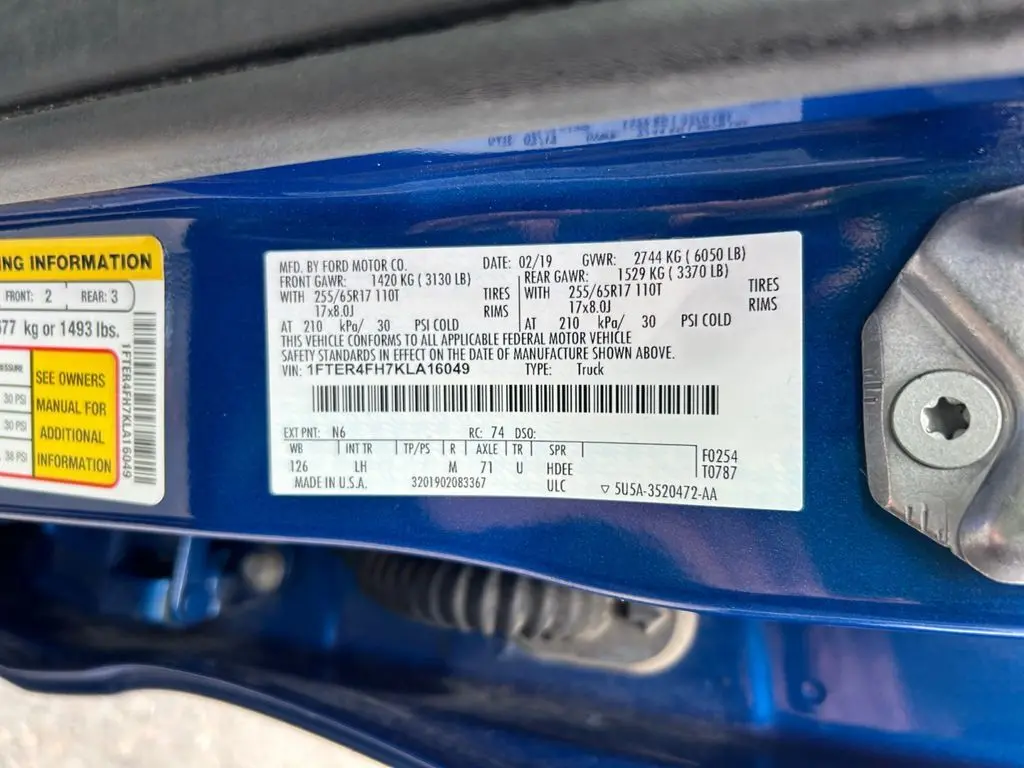 NG INFORMATION
FRONT: 2 REAR: 3
677 kg or 1493 lbs.
30 PSI
30 PSI
38 PSI
SEE OWNERS
MANUAL FOR
ADDITIONAL
INFORMATION
1FTER4FH7KLA16049
MFD. BY FORD MOTOR CO. DATE: 02/19 GVWR: 2744 KG ( 6050 LB)
FRONT GAWR: 1420 KG ( 3130 LB) REAR GAWR: 1529 KG ( 3370 LB)
WITH 255/65R17 110T TIRES WITH 255/65R17 110T TIRES
17x8.0J RIMS 17x8.0J RIMS
AT 210 kPa/ 30 PSI COLD AT 210 kPa/ 30 PSI COLD
THIS VEHICLE CONFORMS TO ALL APPLICABLE FEDERAL MOTOR VEHICLE
SAFETY STANDARDS IN EFFECT ON THE DATE OF MANUFACTURE SHOWN ABOVE.
VIN: 1FTER4FH7KLA16049 TYPE: Truck
EXT PNT: N6 RC: 74 DSO:
WB INT TR TP/PS R AXLE TR SPR F0254
126 LH M 71 U HDEE T0787
MADE IN U.S.A. 3201902083367 ULC ▽ 5U5A-3520472-AA